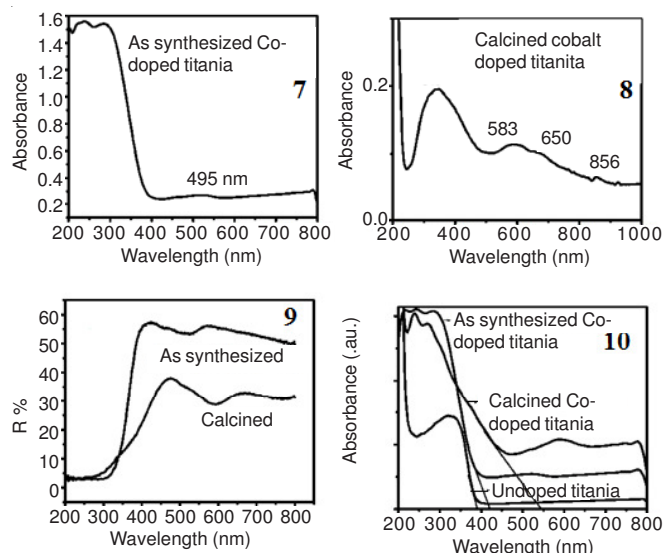 1.6
1.4
1.2
1.0
0.8
0.6
0.4
0.2
Absorbance
As synthesized Co-
doped titania
7
495 nm
200 300 400 500 600 700 800
Wavelength (nm)
0.2
0.0
Absorbance
Calcined cobalt
doped titanita
8
583
650
856
200 400 600 800 1000
Wavelength (nm)
60
50
40
30
20
10
0
R %
9
As synthesized
Calcined
200 300 400 500 600 700 800
Wavelength (nm)
Absorbance (.au.)
As synthesized Co-
doped titania
10
Calcined Co-
doped titania
Undoped titania
200 300 400 500 600 700 800
Wavelength (nm)